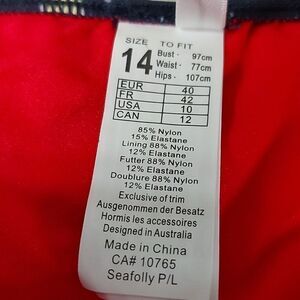 SIZE TO FIT
14 Bust - 97cm
Waist - 77cm
Hips - 107cm
EUR 40
FR 42
USA 10
CAN 12
85% Nylon
15% Elastane
Lining 88% Nylon
12% Elastane
Futter 88% Nylon
12% Elastane
Doublure 88% Nylon
12% Elastane
Exclusive of trim
Ausgenommen der Besatz
Hormis les accessoires
Designed in Australia
Made in China
CA# 10765
Seafolly P/L